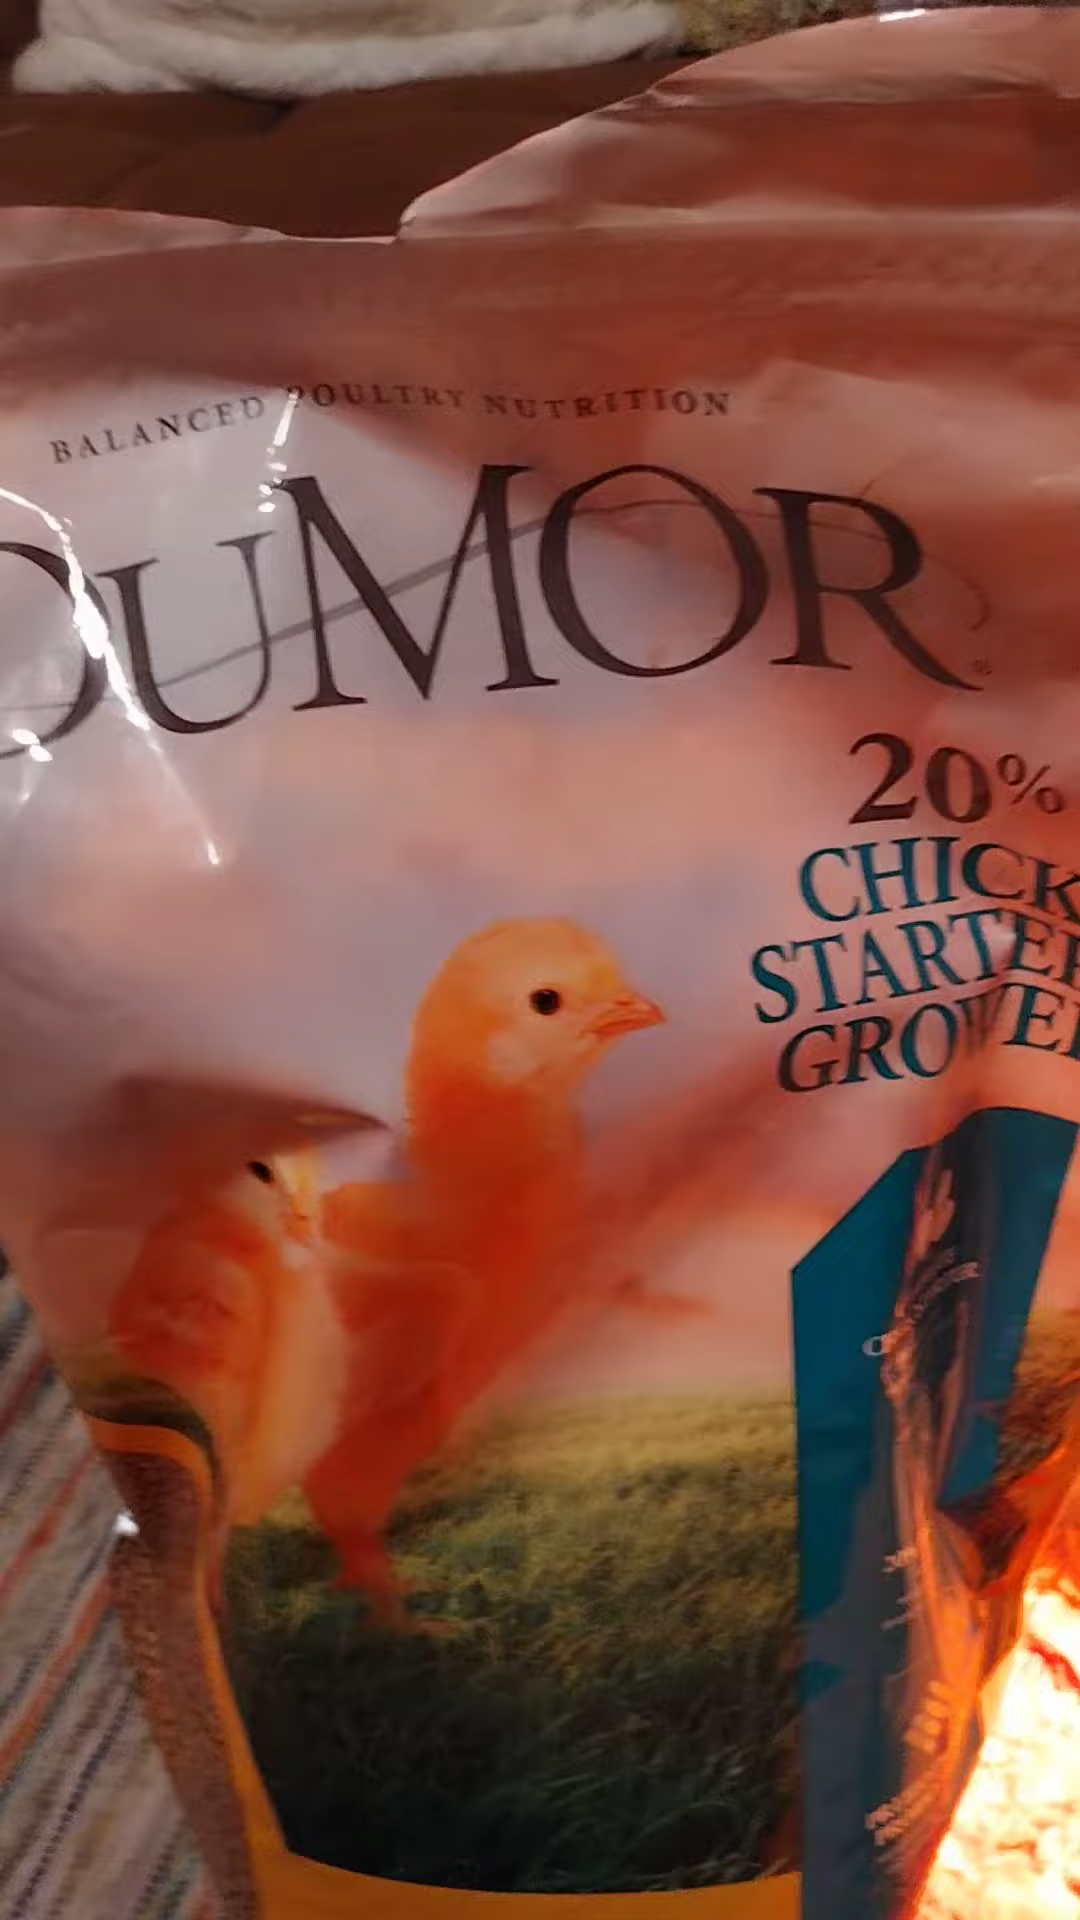 BALANCED POULTRY NUTRITION
DUMOR
20%
CHICK
STARTER
GROWER